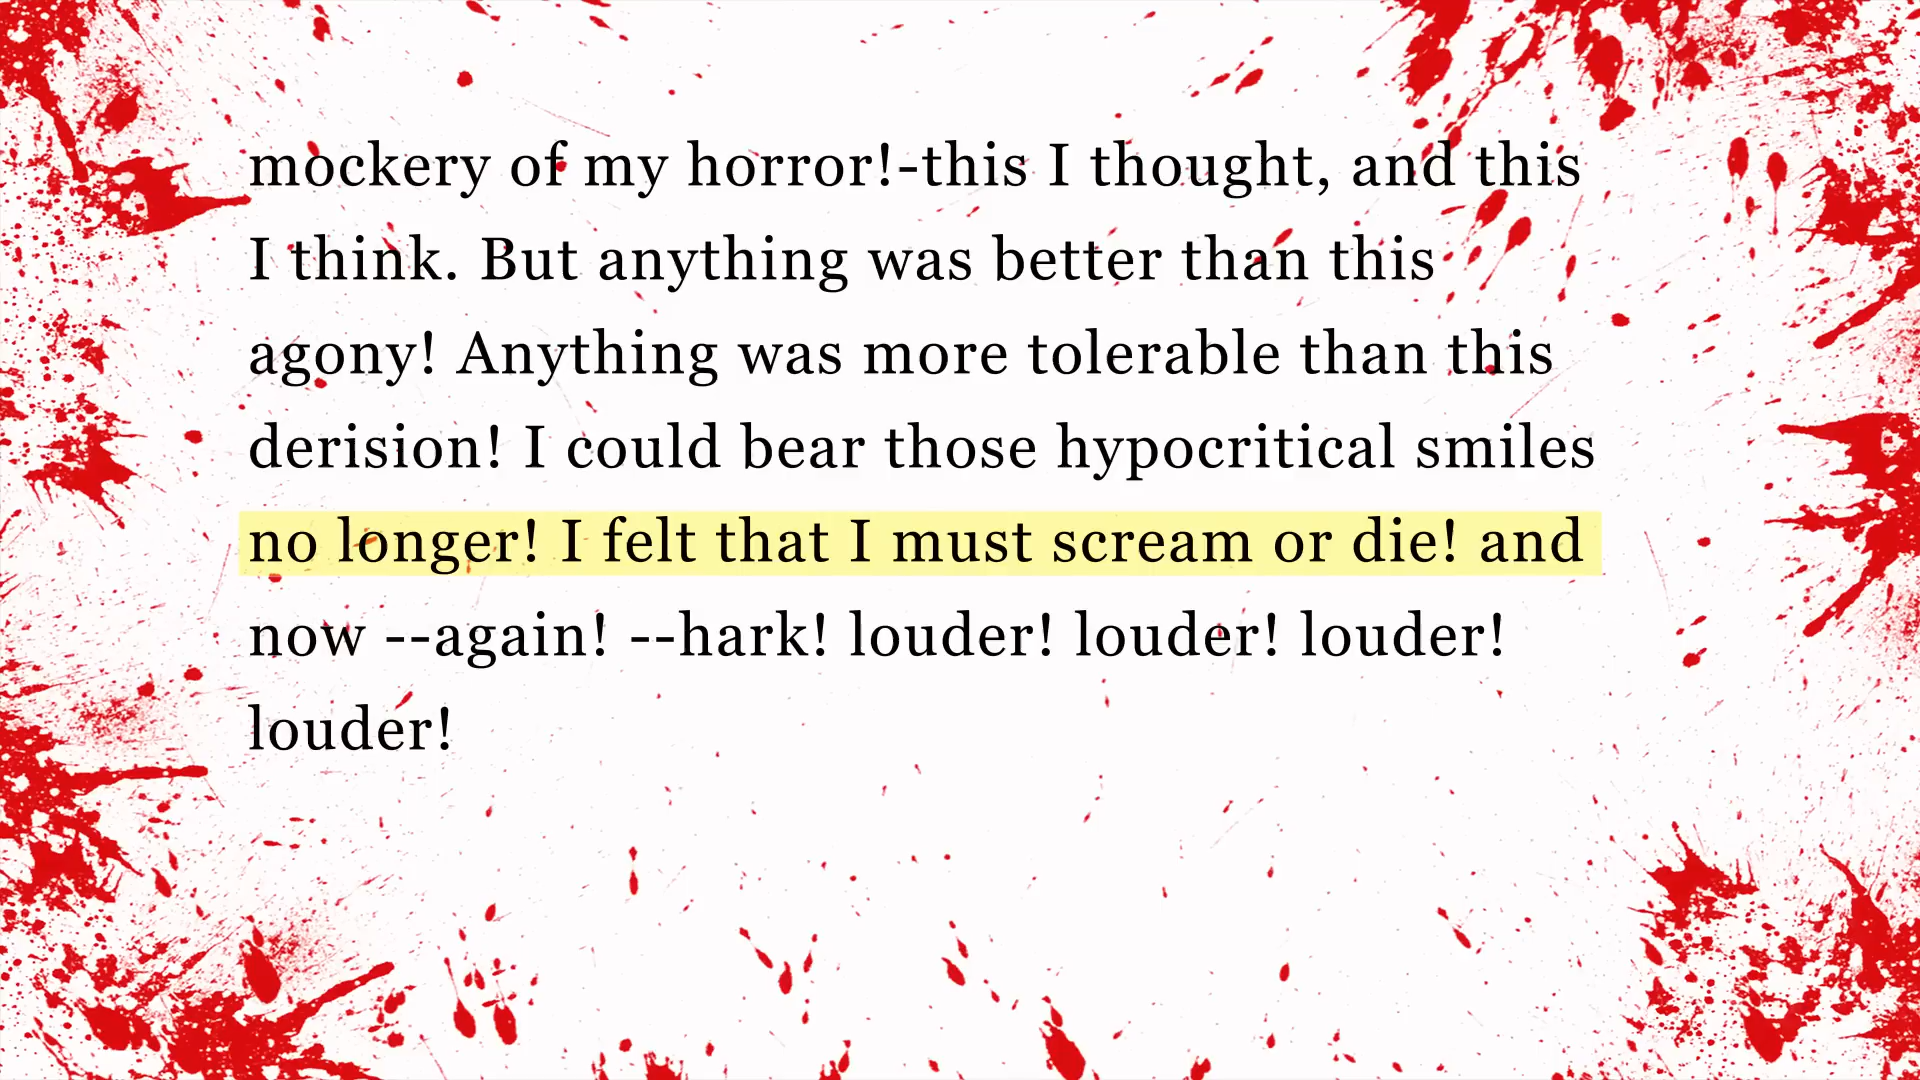 mockery of my horror!-this I thought, and this
I think. But anything was better than this
agony! Anything was more tolerable than this
derision! I could bear those hypocritical smiles
no longer! I felt that I must scream or die! and
now --again! --hark! louder! louder! louder!
louder!